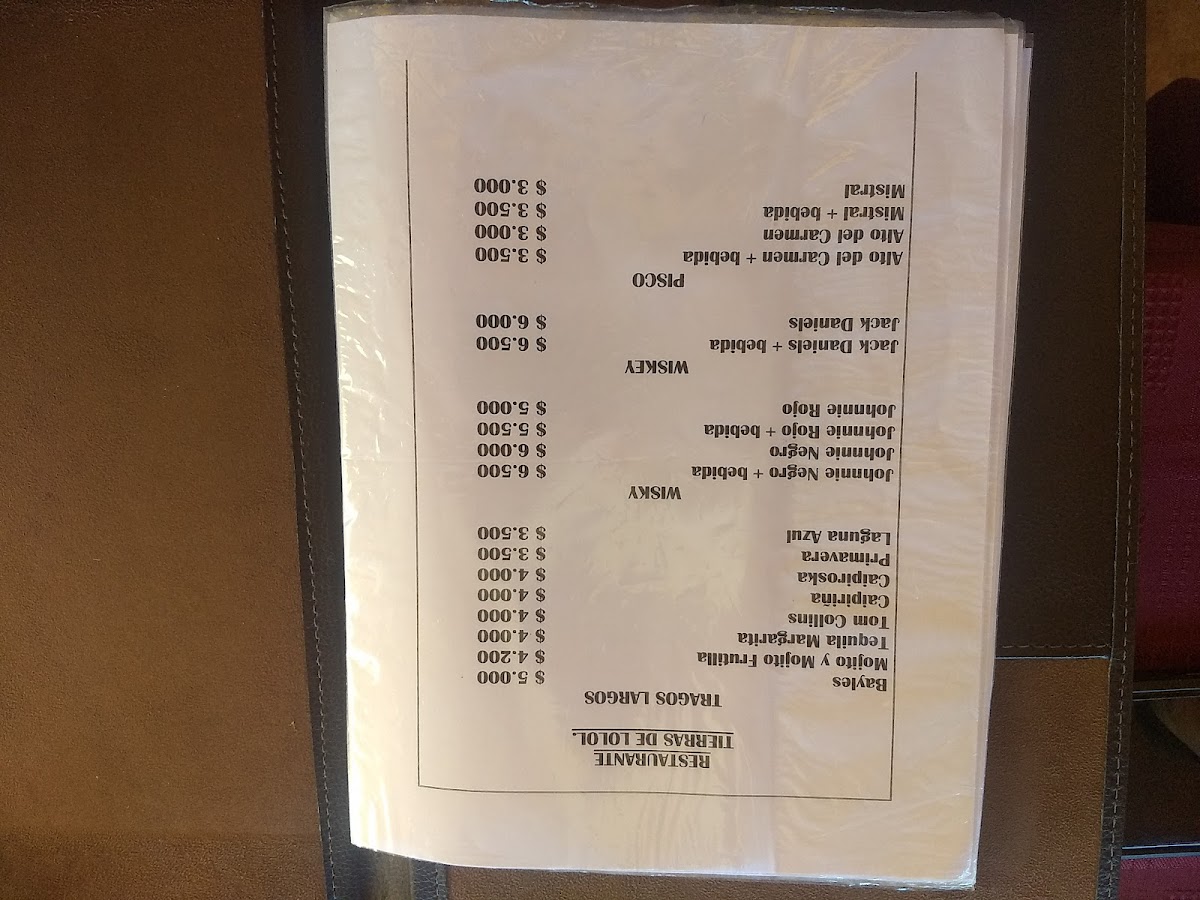 RESTAURANTE
TIERRAS DE LOLOL.
TRAGOS LARGOS
Bayles $ 5.000
Mojito y Mojito Frutilla $ 4.200
Tequila Margarita $ 4.000
Tom Collins $ 4.000
Caipiriña $ 4.000
Caipiroska $ 4.000
Primavera $ 3.500
Laguna Azul $ 3.500
WISKY
Johnnie Negro + bebida $ 6.500
Johnnie Negro $ 6.000
Johnnie Rojo + bebida $ 5.500
Johnnie Rojo $ 5.000
WISKEY
Jack Daniels + bebida $ 6.500
Jack Daniels $ 6.000
PISCO
Alto del Carmen + bebida $ 3.500
Alto del Carmen $ 3.000
Mistral + bebida $ 3.500
Mistral $ 3.000